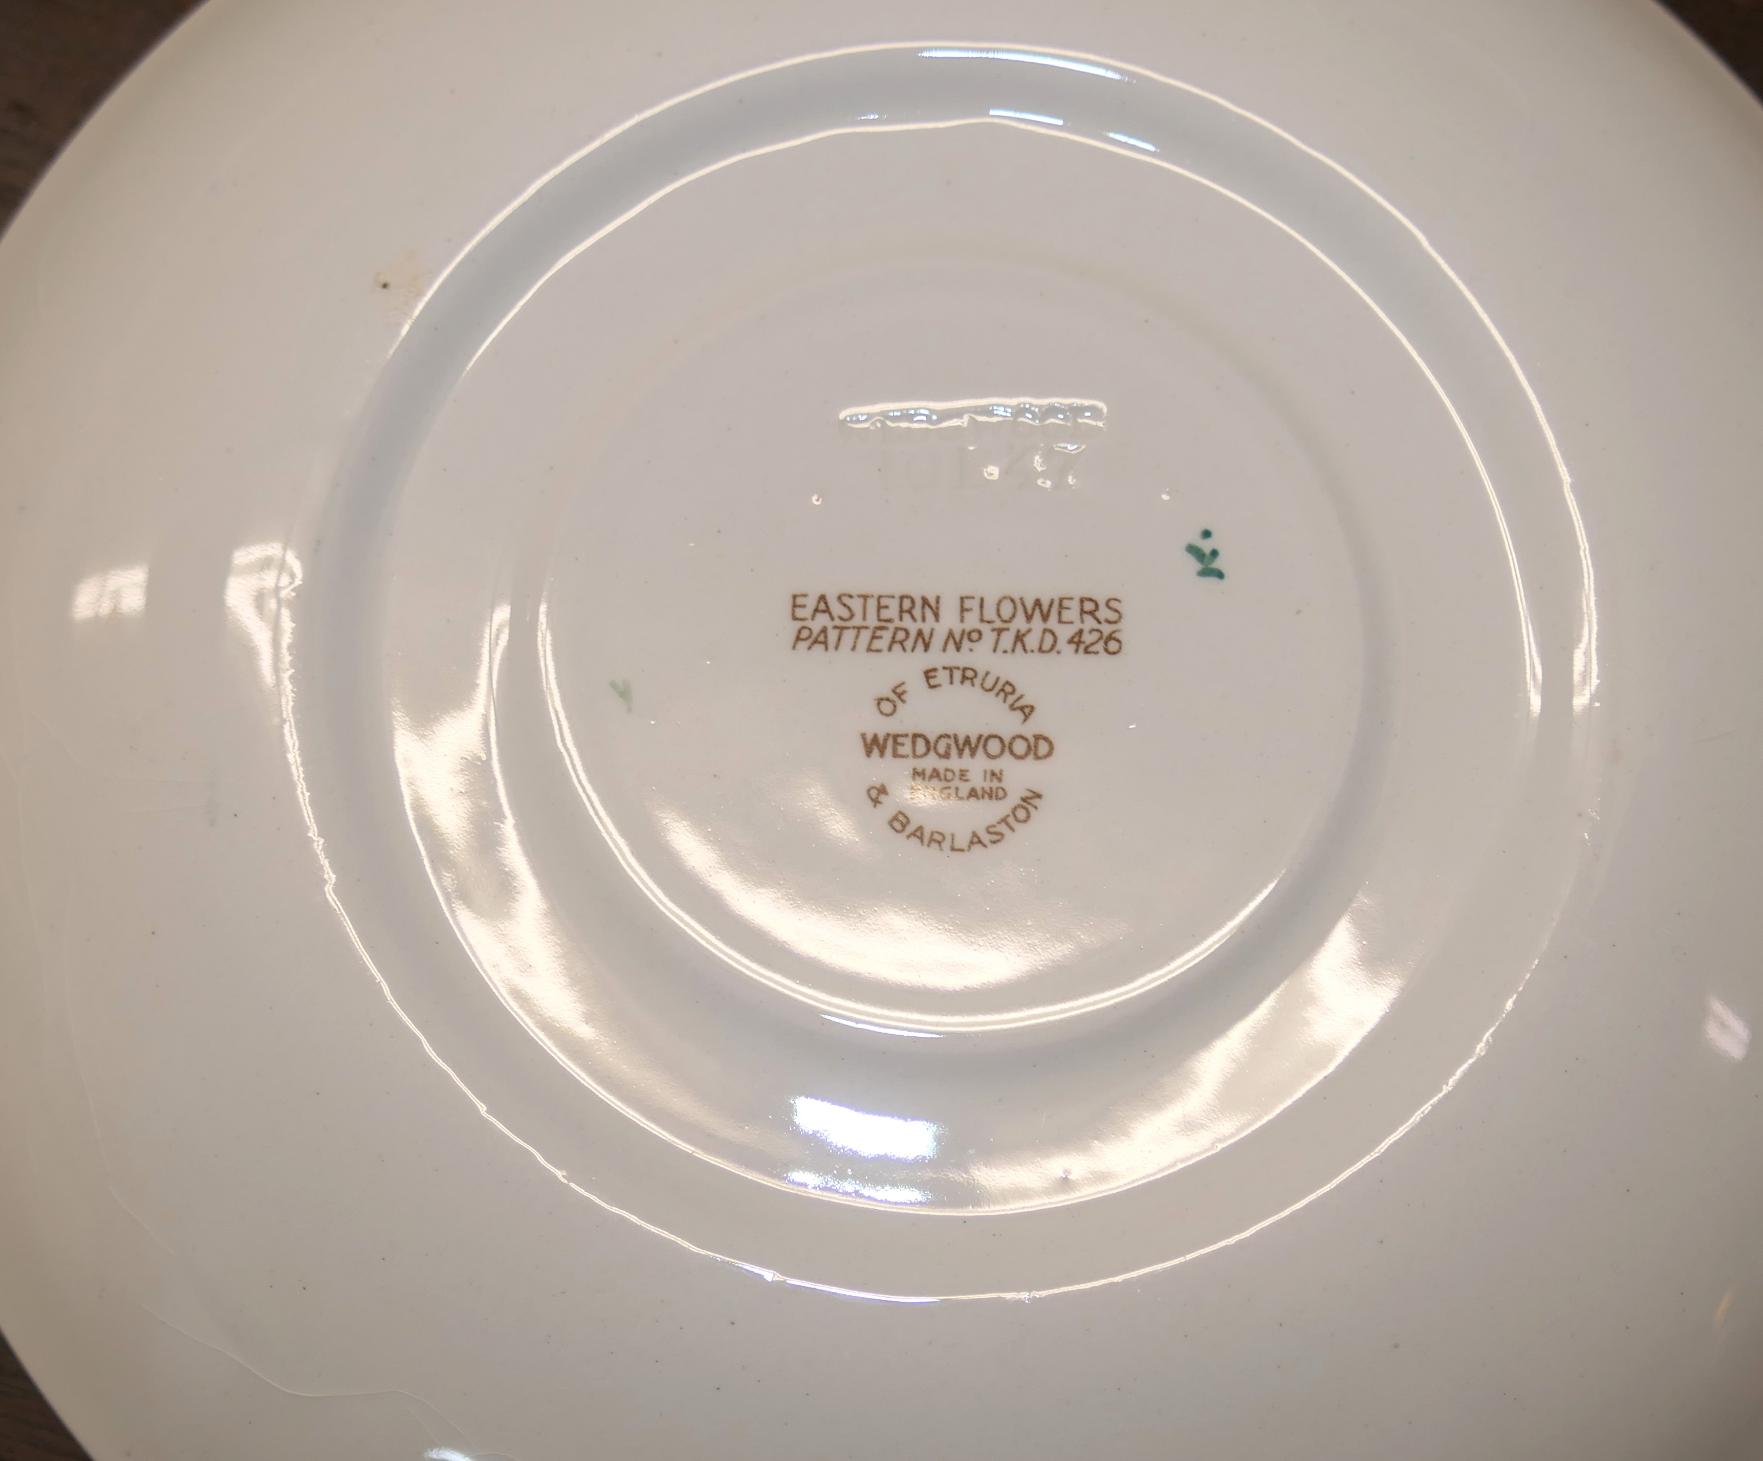 EASTERN FLOWERS
PATTERN Nº T.K.D. 426
OF ETRURIA
WEDGWOOD
MADE IN
ENGLAND
& BARLASTON